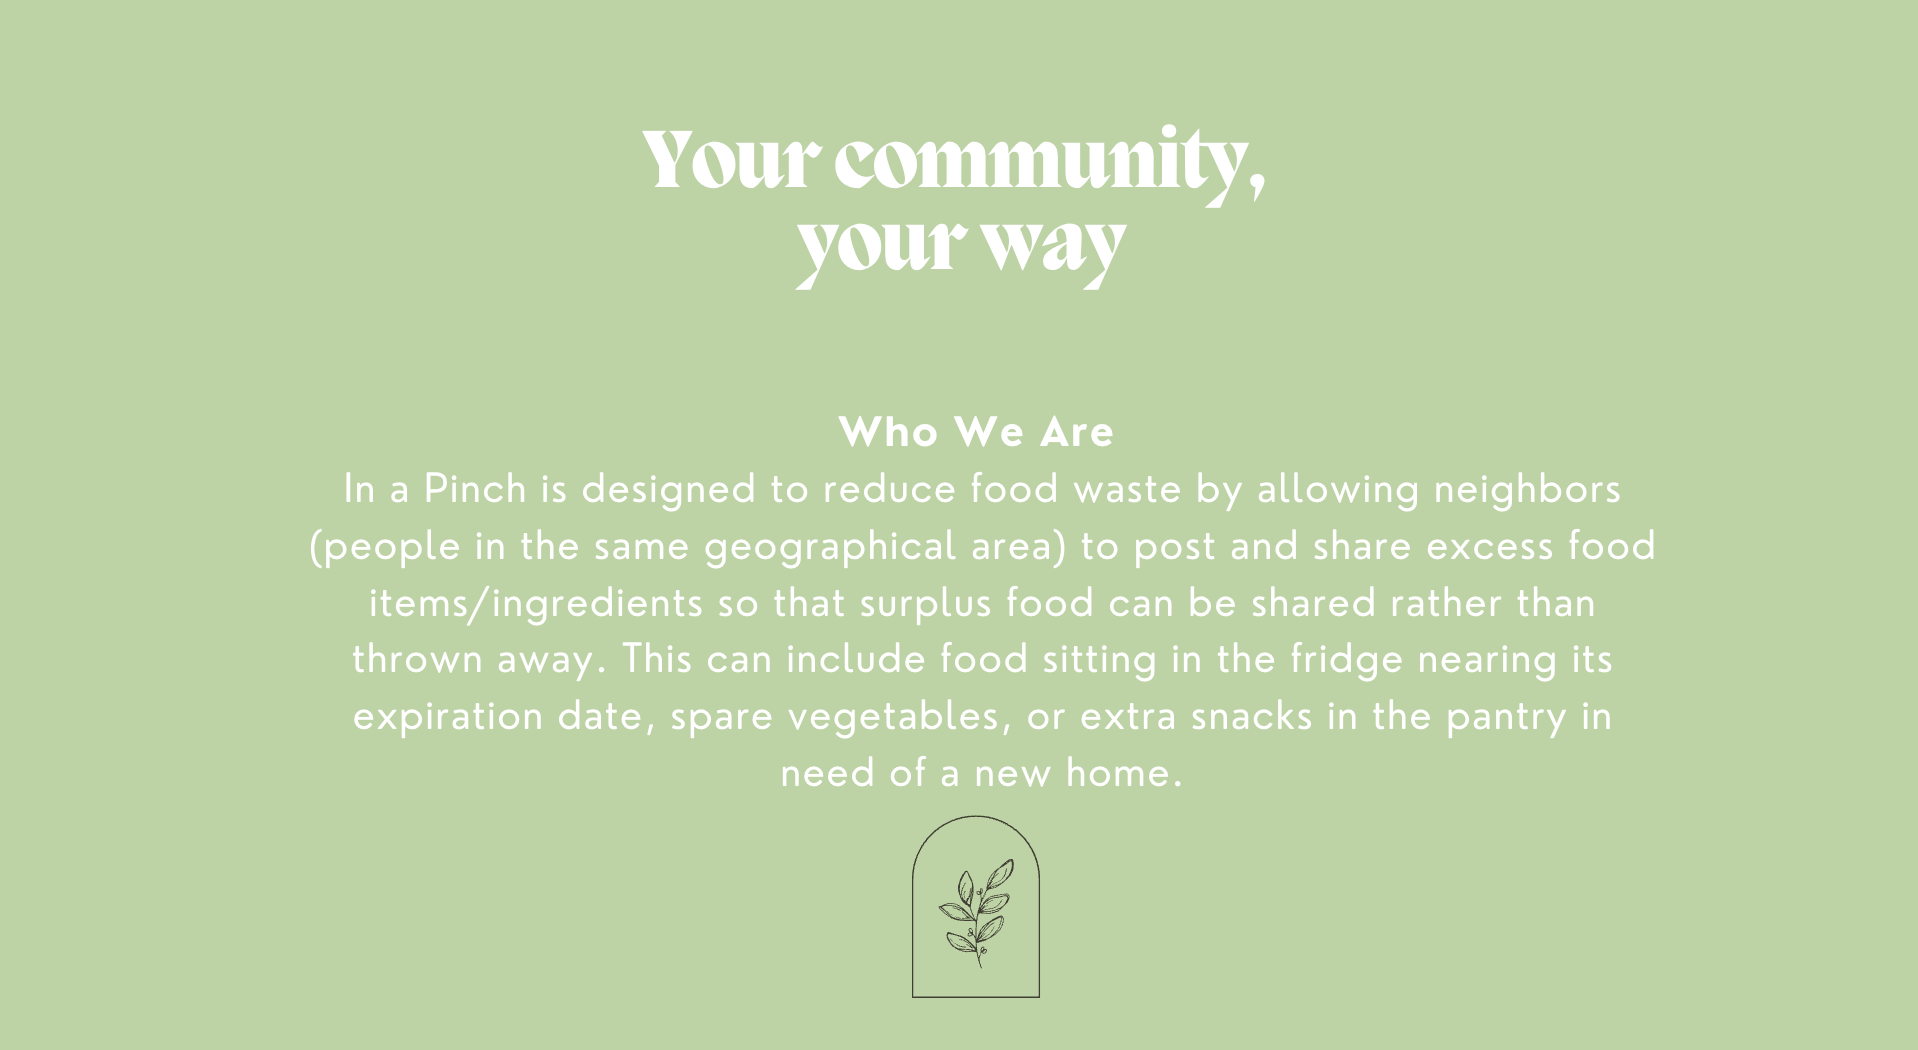 Your community,
your way
Who We Are
In a Pinch is designed to reduce food waste by allowing neighbors
(people in the same geographical area) to post and share excess food
items/ingredients so that surplus food can be shared rather than
thrown away. This can include food sitting in the fridge nearing its
expiration date, spare vegetables, or extra snacks in the pantry in
need of a new home.